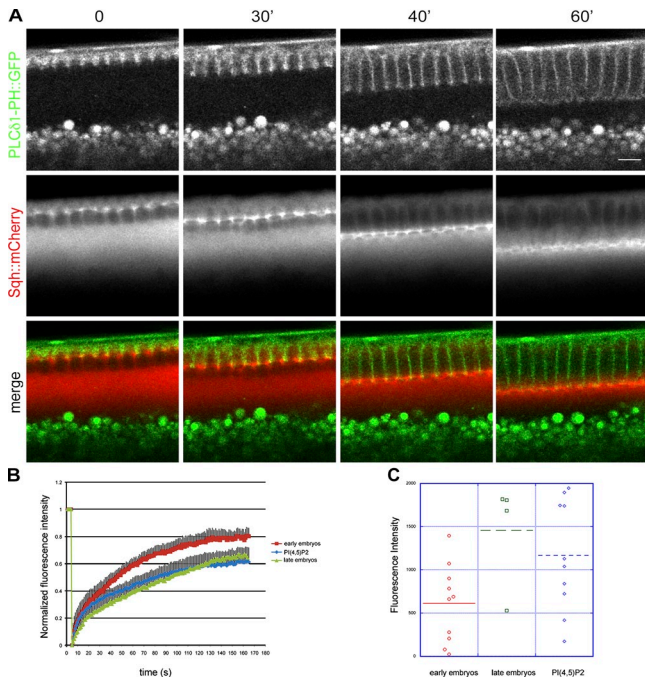 A
0 30’ 40’ 60’
PLCδ1-PH::GFP
Sqh::mCherry
merge
B
Normalized fluorescence intensity
1.2
1
0.8
0.6
0.4
0.2
0
0 10 20 30 40 50 60 70 80 90 100 110 120 130 140 150 160 170 180
time (s)
early embryos
PI(4,5)P2
late embryos
C
Fluorescence Intensity
2000
1500
1000
500
0
early embryos late embryos PI(4,5)P2